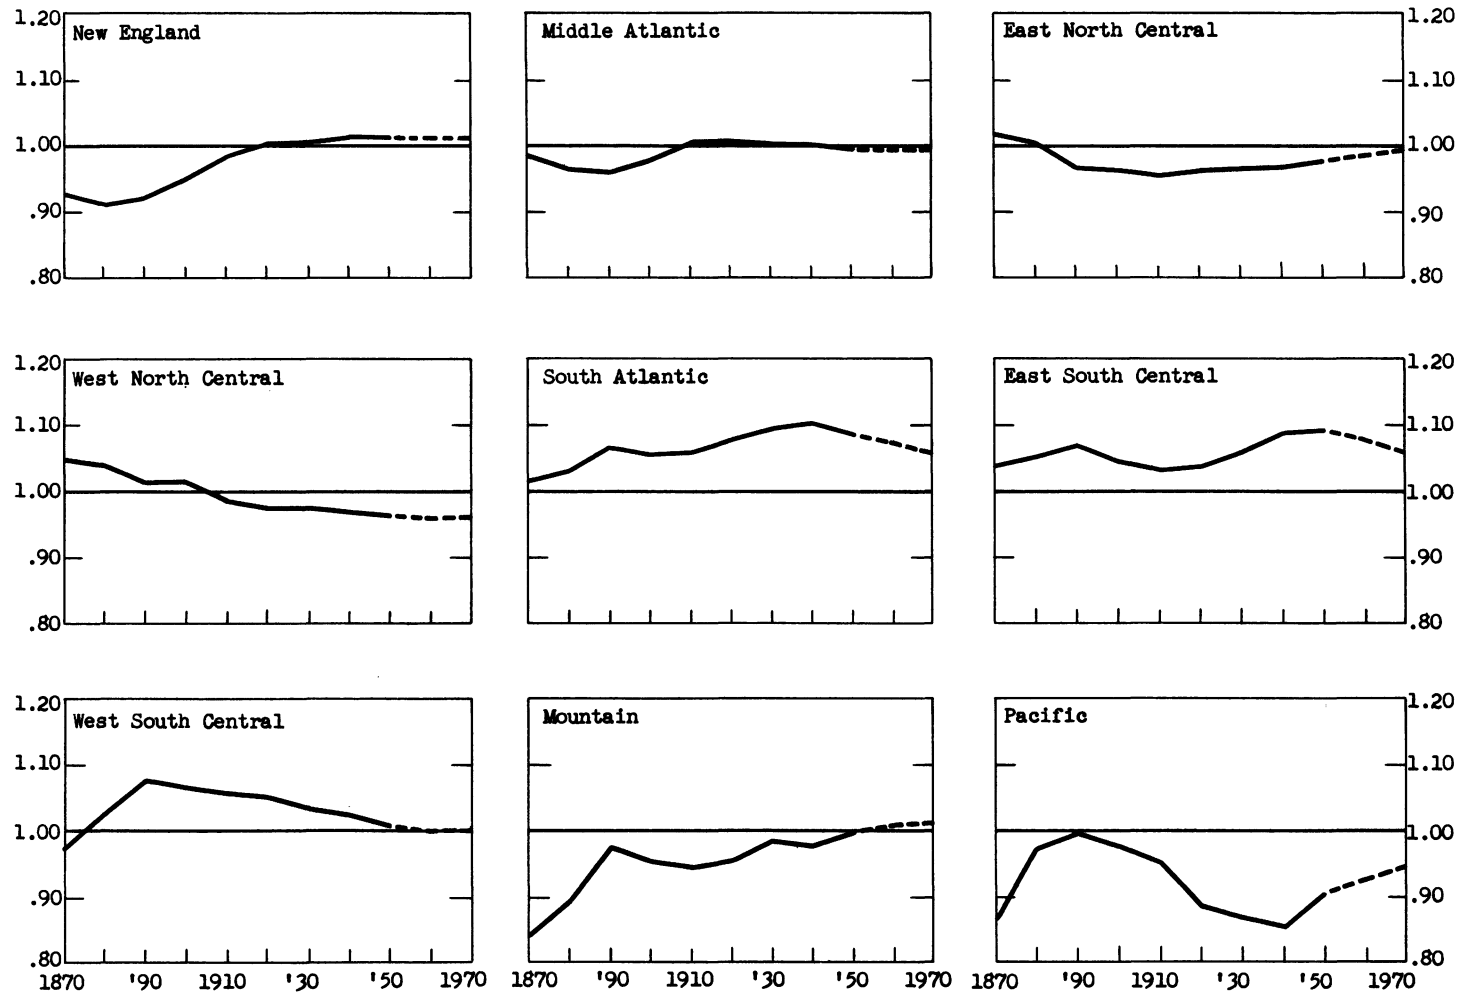 1.20
New England
1.10
1.00
.90
.80
Middle Atlantic
East North Central
1.20
1.10
1.00
.90
.80
1.20
West North Central
1.10
1.00
.90
.80
South Atlantic
East South Central
1.20
1.10
1.00
.90
.80
1.20
West South Central
1.10
1.00
.90
.80
1870 '90 1910 '30 '50 1970
Mountain
1870 '90 1910 '30 '50 1970
Pacific
1.20
1.10
1.00
.90
.80
1870 '90 1910 '30 '50 1970